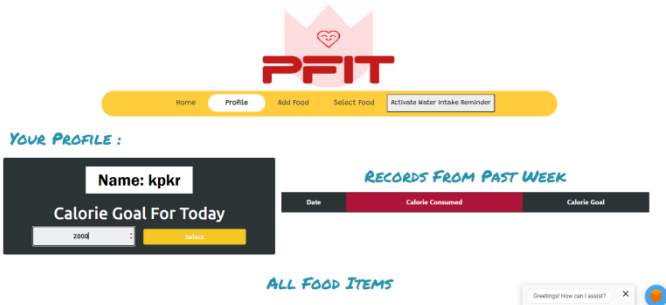 PFIT
Home Profile Add Food Select Food Activate Water Intake Reminder
Your Profile :
Name: kpkr
Calorie Goal For Today
2000 Select
Records From Past Week
Date Calorie Consumed Calorie Goal
All Food Items
Greetings! How can I assist? ✕